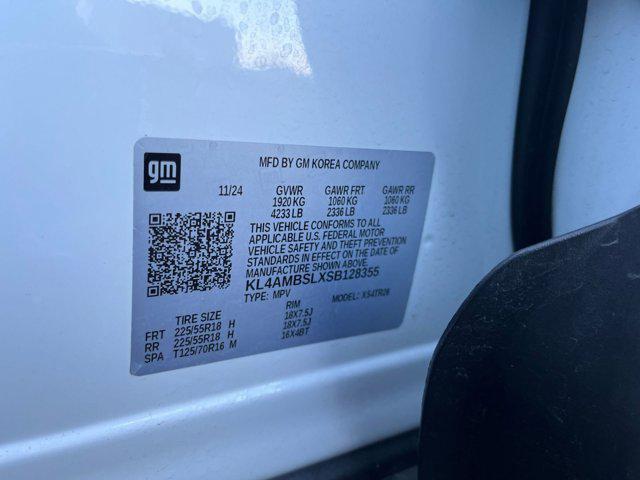 gm
MFD BY GM KOREA COMPANY
11/24 GVWR GAWR FRT GAWR RR
1920 KG 1060 KG 1060 KG
4233 LB 2336 LB 2336 LB
THIS VEHICLE CONFORMS TO ALL
APPLICABLE U.S. FEDERAL MOTOR
VEHICLE SAFETY AND THEFT PREVENTION
STANDARDS IN EFFECT ON THE DATE OF
MANUFACTURE SHOWN ABOVE.
KL4AMBSLXSB128355
TYPE: MPV MODEL: XS4TR26
TIRE SIZE RIM
FRT 225/55R18 H 18X7.5J
RR 225/55R18 H 18X7.5J
SPA T125/70R16 M 16X4BT